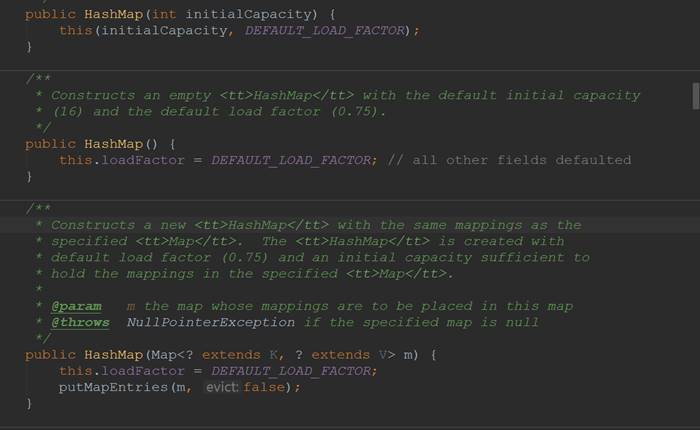 public HashMap(int initialCapacity) {
this(initialCapacity, DEFAULT_LOAD_FACTOR);
}
/**
* Constructs an empty <tt>HashMap</tt> with the default initial capacity
* (16) and the default load factor (0.75).
*/
public HashMap() {
this.loadFactor = DEFAULT_LOAD_FACTOR; // all other fields defaulted
}
/**
* Constructs a new <tt>HashMap</tt> with the same mappings as the
* specified <tt>Map</tt>.  The <tt>HashMap</tt> is created with
* default load factor (0.75) and an initial capacity sufficient to
* hold the mappings in the specified <tt>Map</tt>.
*
* @param   m the map whose mappings are to be placed in this map
* @throws  NullPointerException if the specified map is null
*/
public HashMap(Map<? extends K, ? extends V> m) {
this.loadFactor = DEFAULT_LOAD_FACTOR;
putMapEntries(m, evict: false);
}